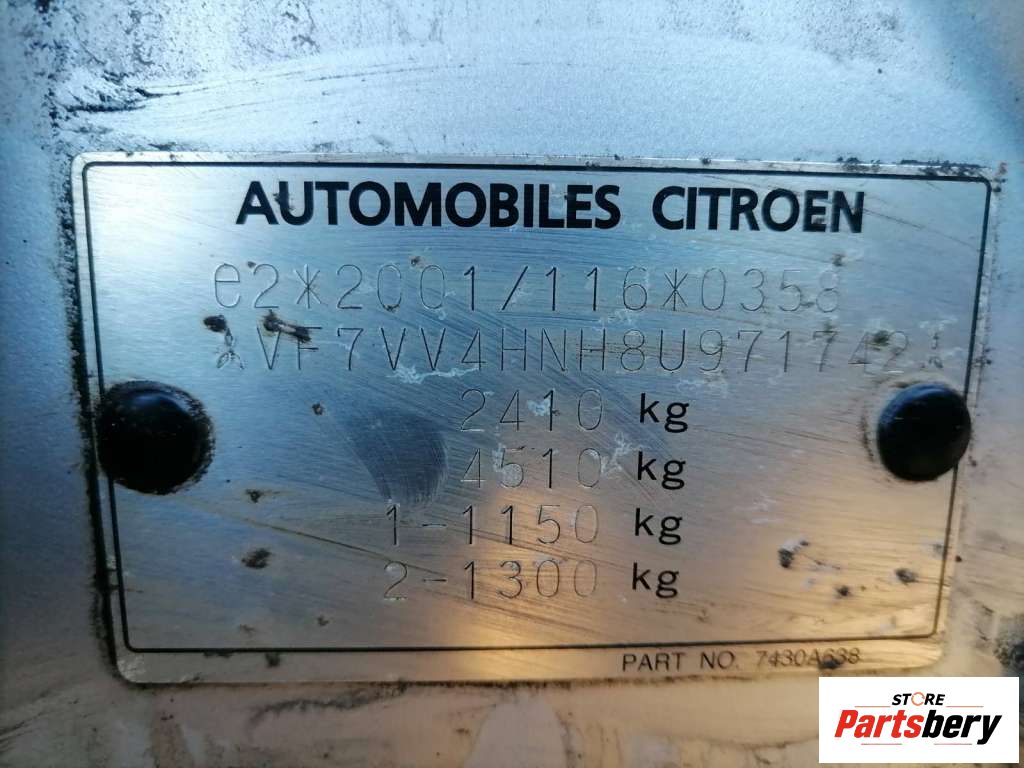 AUTOMOBILES CITROEN
e2*2001/116*0358
*VF7VV4HNH8U971742*
2410 kg
4510 kg
1-1150 kg
2-1300 kg
PART NO. 7430A638
STORE
Partsbery